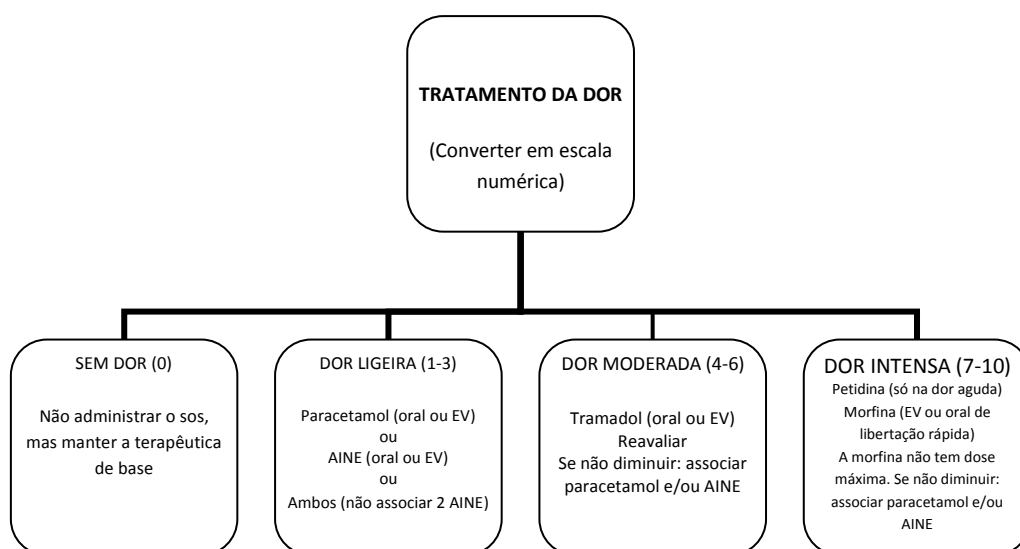 TRATAMENTO DA DOR
(Converter em escala
numérica)
SEM DOR (0)
Não administrar o sos,
mas manter a terapêutica
de base
DOR LIGEIRA (1-3)
Paracetamol (oral ou EV)
ou
AINE (oral ou EV)
ou
Ambos (não associar 2 AINE)
DOR MODERADA (4-6)
Tramadol (oral ou EV)
Reavaliar
Se não diminuir: associar
paracetamol e/ou AINE
DOR INTENSA (7-10)
Petidina (só na dor aguda)
Morfina (EV ou oral de
libertação rápida)
A morfina não tem dose
máxima. Se não diminuir:
associar paracetamol e/ou
AINE